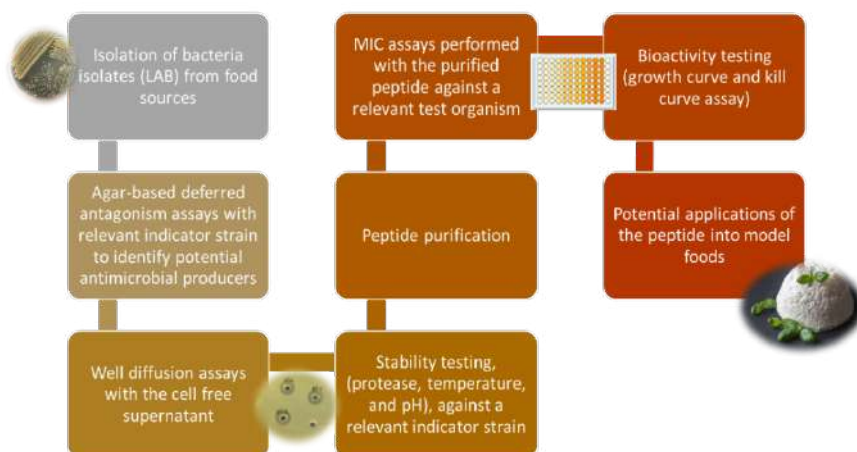 Isolation of bacteria
isolates (LAB) from food
sources
Agar-based deferred
antagonism assays with
relevant indicator strain
to identify potential
antimicrobial producers
Well diffusion assays
with the cell free
supernatant
Stability testing,
(protease, temperature,
and pH), against a
relevant indicator strain
Peptide purification
MIC assays performed
with the purified
peptide against a
relevant test organism
Bioactivity testing
(growth curve and kill
curve assay)
Potential applications of
the peptide into model
foods